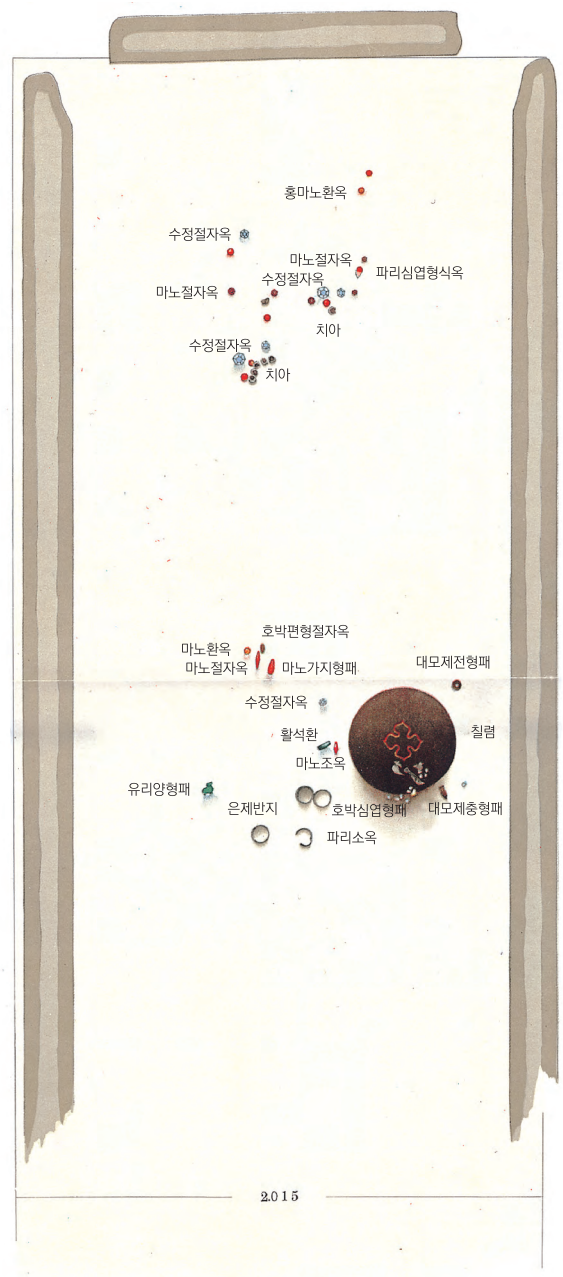 홍마노환옥
수정절자옥
마노절자옥
파리심엽형식옥
수정절자옥
마노절자옥
치아
수정절자옥
치아
호박편형절자옥
마노환옥
대모제전형패
마노절자옥
마노가지형패
수정절자옥
칠렴
활석환
마노조옥
유리양형패
은제반지
호박심엽형패
대모제충형패
파리소옥
2.015